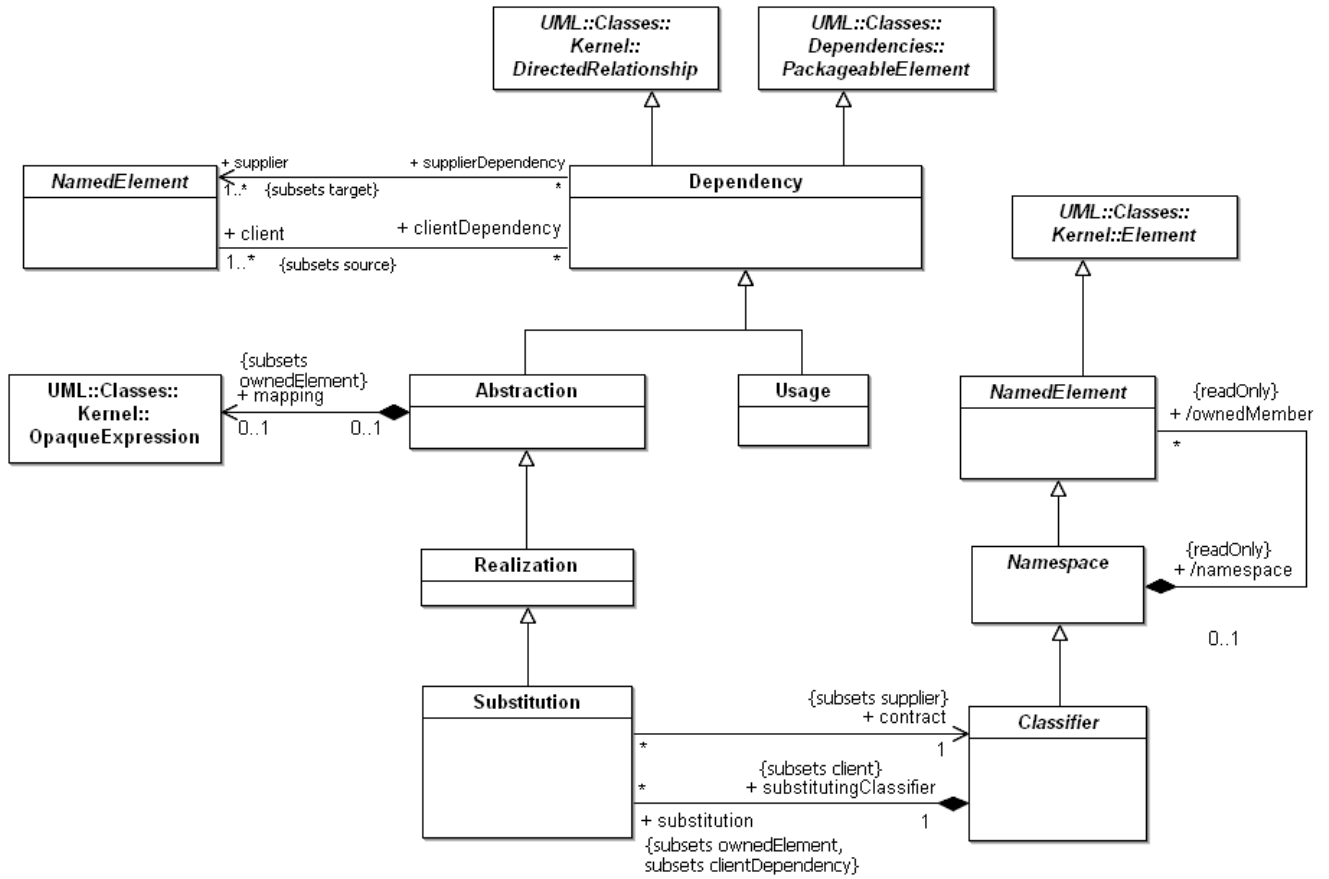 UML::Classes::
Kernel::
DirectedRelationship
UML::Classes::
Dependencies::
PackageableElement
NamedElement
+ supplier
+ supplierDependency
1..*
{subsets target}
*
+ client
+ clientDependency
1..*
{subsets source}
*
Dependency
UML::Classes::
Kernel::Element
UML::Classes::
Kernel::
OpaqueExpression
{subsets
ownedElement}
+ mapping
0..1
0..1
Abstraction
Usage
NamedElement
{readOnly}
+ /ownedMember
*
Realization
Namespace
{readOnly}
+ /namespace
0..1
Substitution
{subsets supplier}
+ contract
*
1
Classifier
{subsets client}
*
+ substitutingClassifier
+ substitution
1
{subsets ownedElement,
subsets clientDependency}